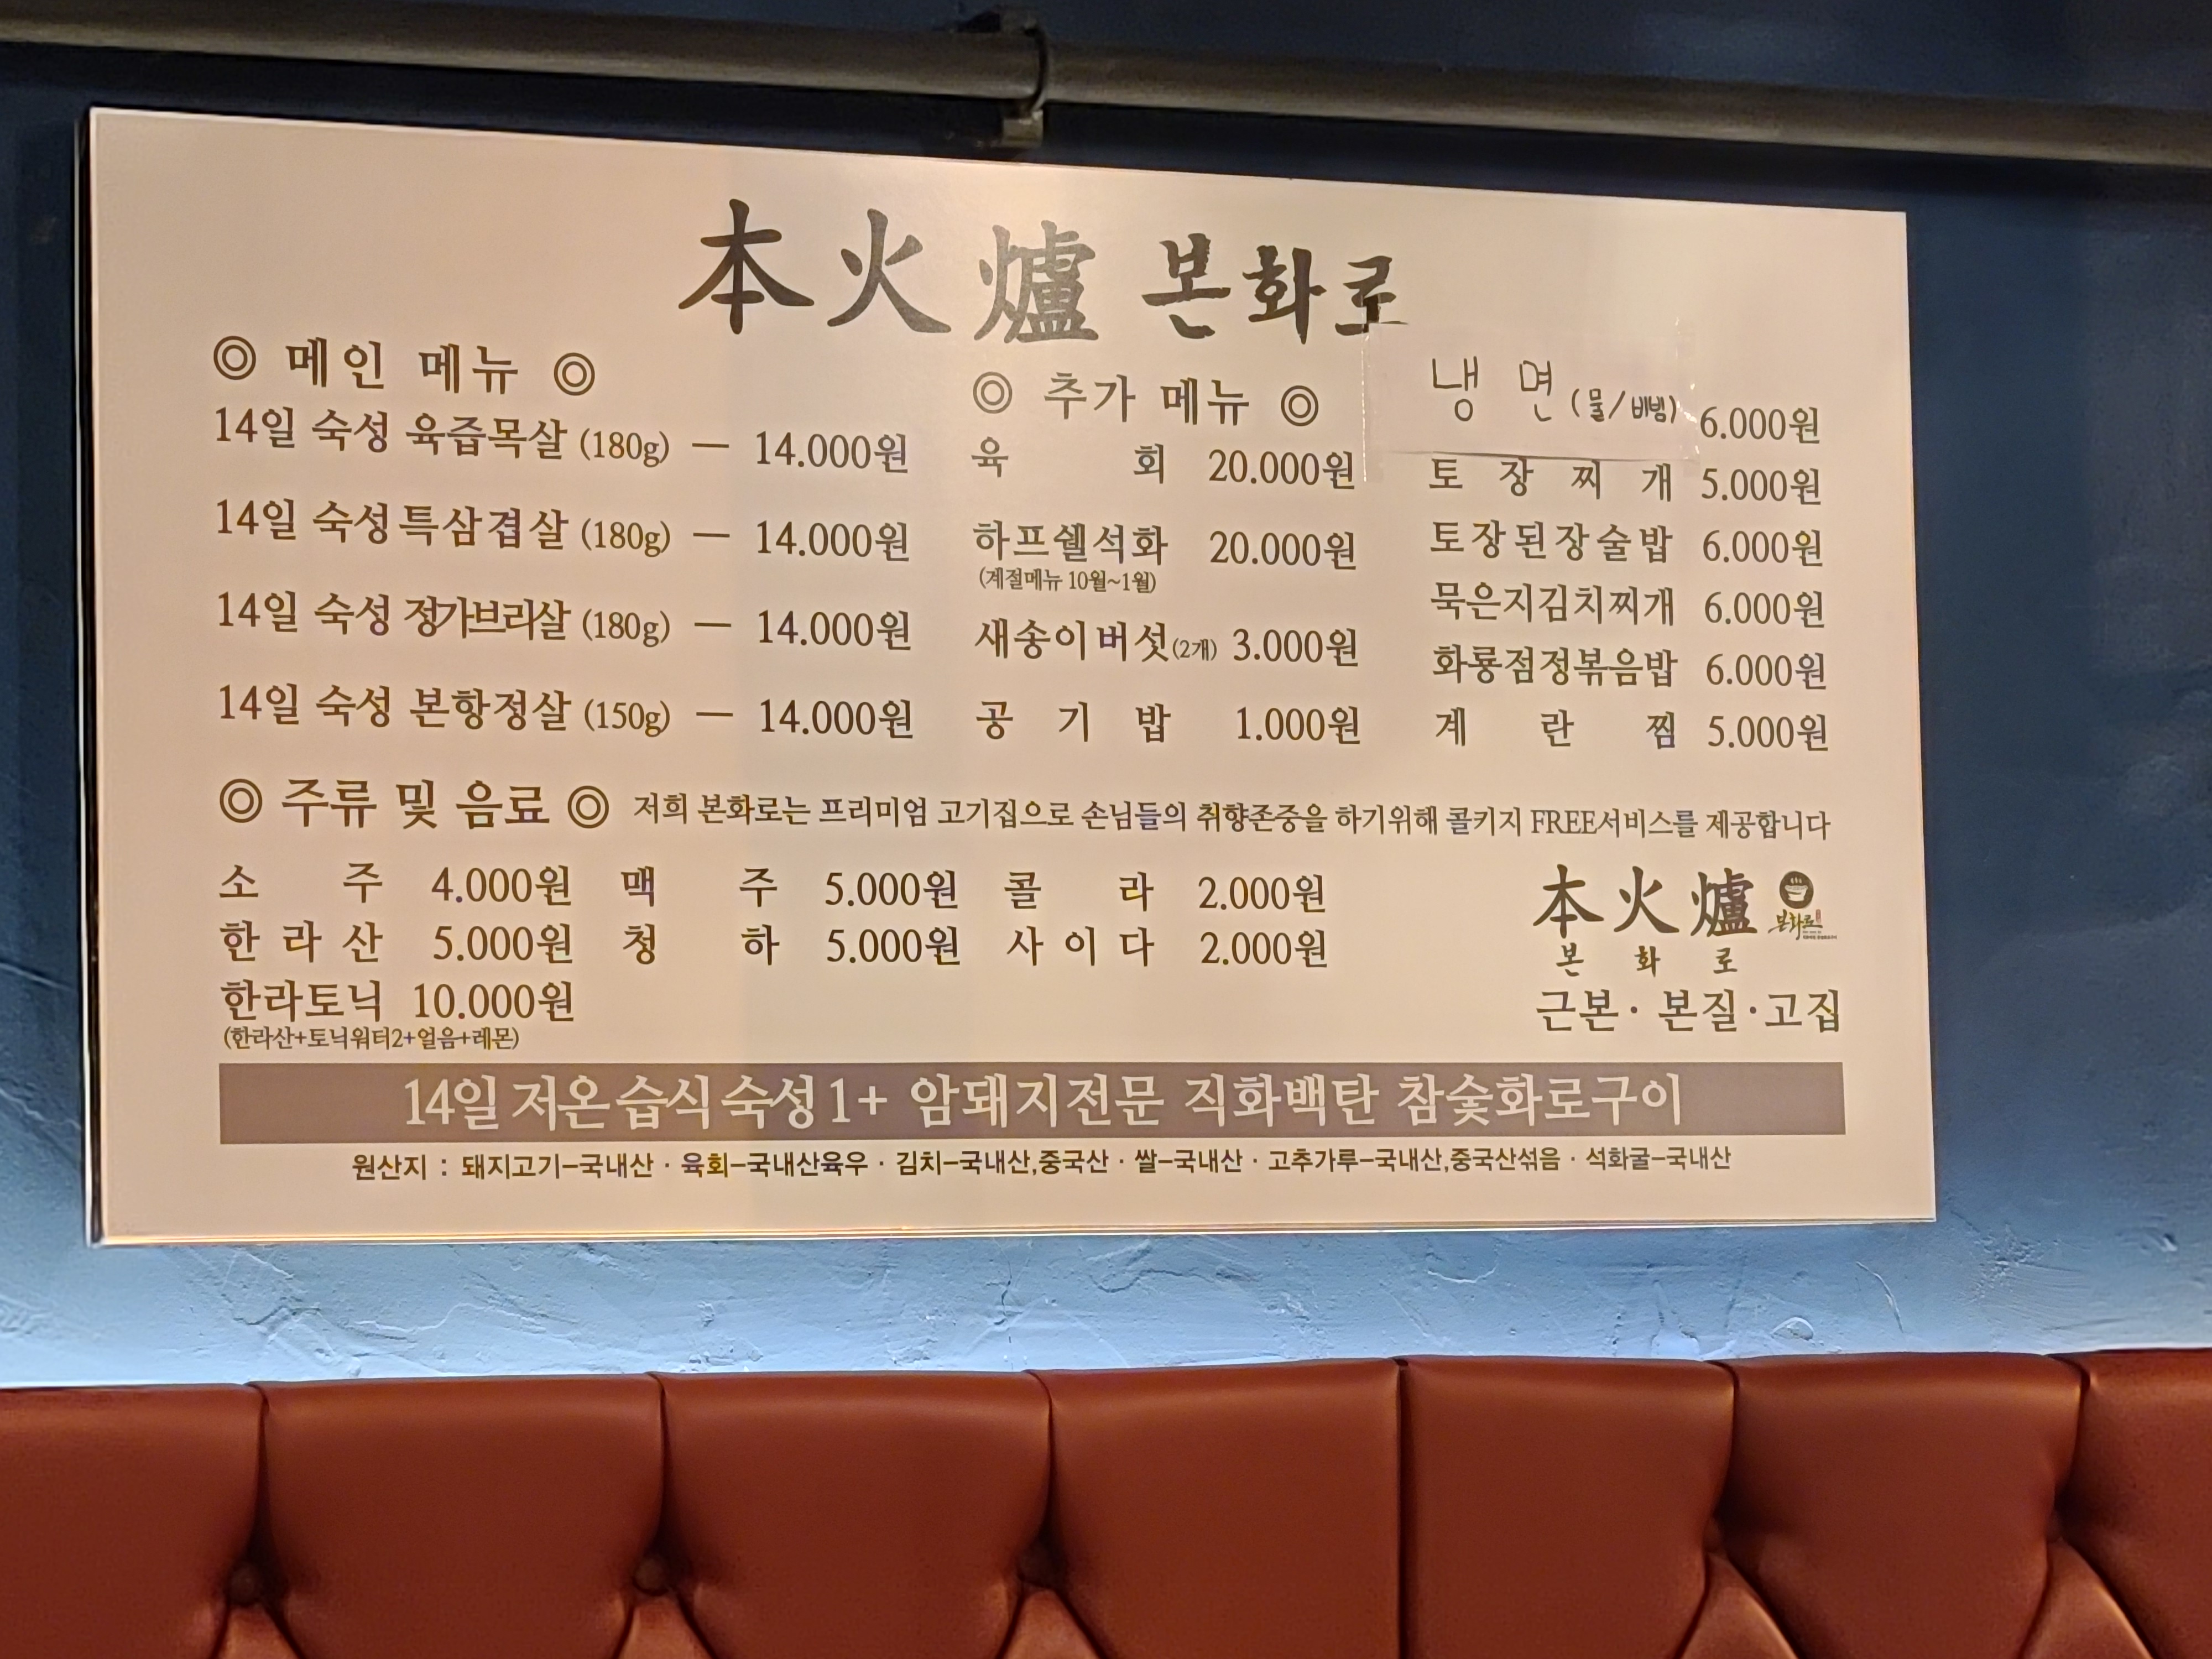 本火爐 본화로
◎ 메인 메뉴 ◎
14일 숙성 육즙목살 (180g) — 14.000원
14일 숙성 특삼겹살 (180g) — 14.000원
14일 숙성 정가브리살 (180g) — 14.000원
14일 숙성 본항정살 (150g) — 14.000원
◎ 추가 메뉴 ◎
육회 20.000원
하프쉘석화 20.000원
(계절메뉴 10월~1월)
새송이버섯(2개) 3.000원
공기밥 1.000원
냉면(물/비빔) 6.000원
토장찌개 5.000원
토장된장술밥 6.000원
묵은지김치찌개 6.000원
화룡점정볶음밥 6.000원
계란찜 5.000원
◎ 주류 및 음료 ◎ 저희 본화로는 프리미엄 고기집으로 손님들의 취향존중을 하기위해 콜키지 FREE서비스를 제공합니다
소주 4.000원 맥주 5.000원 콜라 2.000원
한라산 5.000원 청하 5.000원 사이다 2.000원
한라토닉 10.000원
(한라산+토닉워터2+얼음+레몬)
本火爐 본화로
본화로
근본·본질·고집
14일 저온 습식 숙성 1+ 암돼지전문 직화백탄 참숯화로구이
원산지 : 돼지고기-국내산 · 육회-국내산육우 · 김치-국내산,중국산 · 쌀-국내산 · 고추가루-국내산,중국산섞음 · 석화굴-국내산